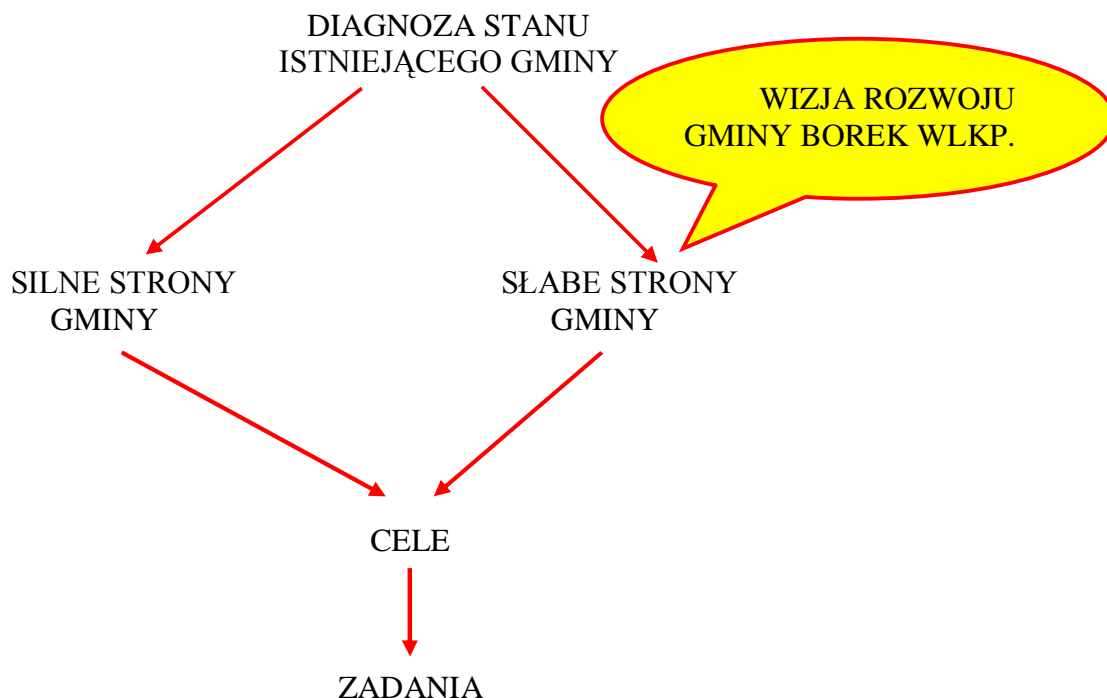 DIAGNOZA STANU
ISTNIEJĄCEGO GMINY
WIZJA ROZWOJU
GMINY BOREK WLKP.
SILNE STRONY
GMINY
SŁABE STRONY
GMINY
CELE
ZADANIA